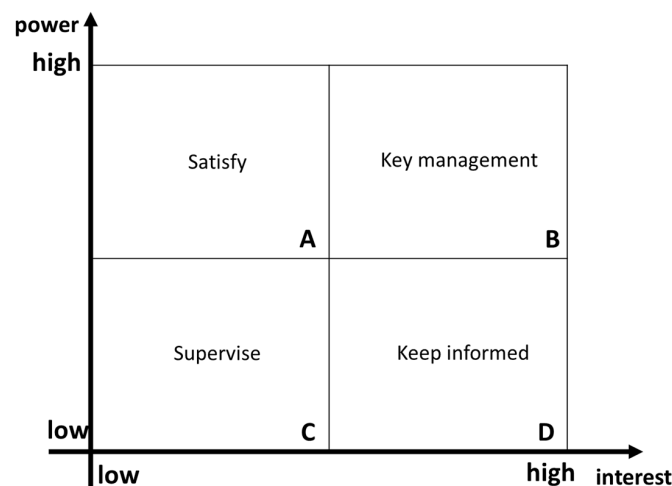 power
high
Satisfy
Key management
A
B
Supervise
Keep informed
low
C
D
low
high
interest